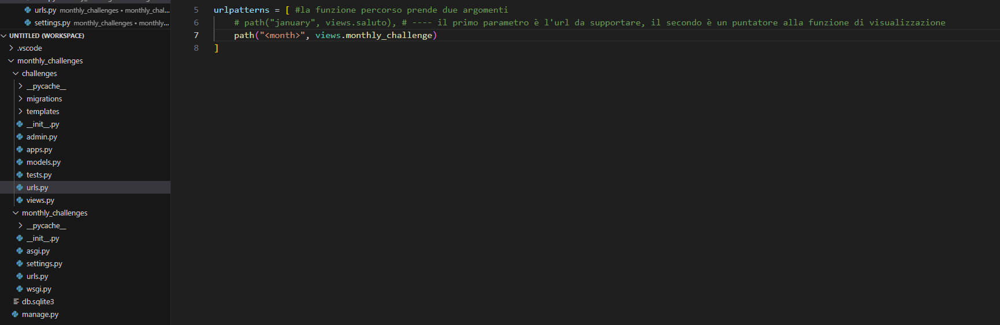 urls.py monthly_challenges • monthly_chal...
settings.py monthly_challenges • monthly...
UNTITLED (WORKSPACE)
.vscode
monthly_challenges
challenges
__pycache__
migrations
templates
__init__.py
admin.py
apps.py
models.py
tests.py
urls.py
views.py
monthly_challenges
__pycache__
__init__.py
asgi.py
settings.py
urls.py
wsgi.py
db.sqlite3
manage.py
5 urlpatterns = [ #la funzione percorso prende due argomenti
6 # path("january", views.saluto), # ---- il primo parametro è l'url da supportare, il secondo è un puntatore alla funzione di visualizzazione
7 path("<month>", views.monthly_challenge)
8 ]